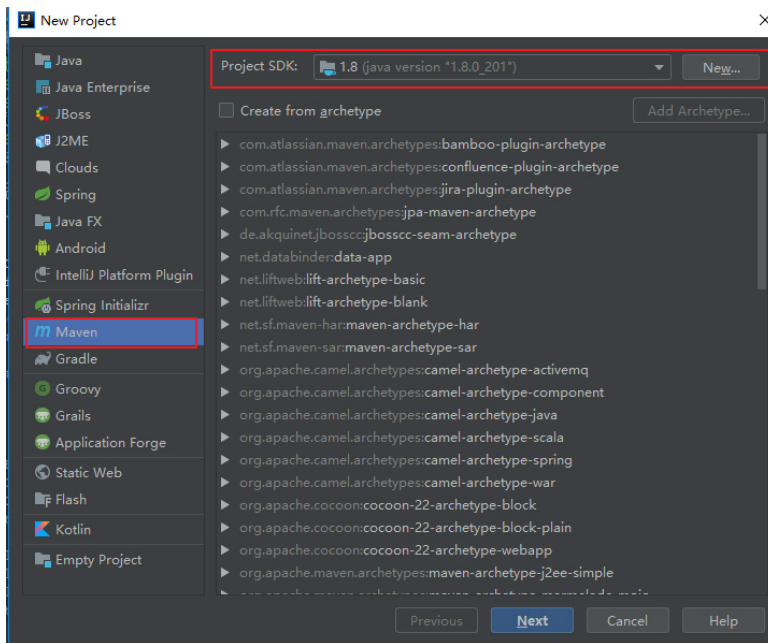 New Project
Java
Java Enterprise
JBoss
J2ME
Clouds
Spring
Java FX
Android
IntelliJ Platform Plugin
Spring Initializr
Maven
Gradle
Groovy
Grails
Application Forge
Static Web
Flash
Kotlin
Empty Project
Project SDK: 1.8 (java version "1.8.0_201") New...
Create from archetype Add Archetype...
com.atlassian.maven.archetypes:bamboo-plugin-archetype
com.atlassian.maven.archetypes:confluence-plugin-archetype
com.atlassian.maven.archetypes:jira-plugin-archetype
com.rfc.maven.archetypes:jpa-maven-archetype
de.akquinet.jbosscc:jbosscc-seam-archetype
net.databinder:data-app
net.liftweb:lift-archetype-basic
net.liftweb:lift-archetype-blank
net.sf.maven-har:maven-archetype-har
net.sf.maven-sar:maven-archetype-sar
org.apache.camel.archetypes:camel-archetype-activemq
org.apache.camel.archetypes:camel-archetype-component
org.apache.camel.archetypes:camel-archetype-java
org.apache.camel.archetypes:camel-archetype-scala
org.apache.camel.archetypes:camel-archetype-spring
org.apache.camel.archetypes:camel-archetype-war
org.apache.cocoon:cocoon-22-archetype-block
org.apache.cocoon:cocoon-22-archetype-block-plain
org.apache.cocoon:cocoon-22-archetype-webapp
org.apache.maven.archetypes:maven-archetype-j2ee-simple
Previous Next Cancel Help